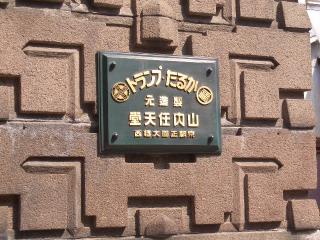 かるた・トランプ
製造元
山内任天堂
京都正面大橋西